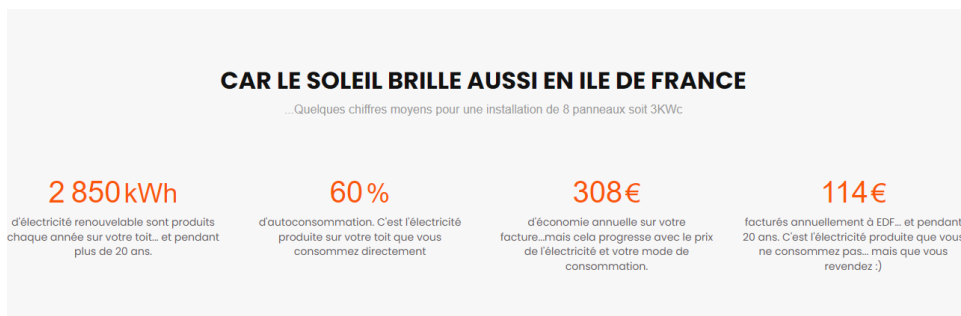 CAR LE SOLEIL BRILLE AUSSI EN ILE DE FRANCE
...Quelques chiffres moyens pour une installation de 8 panneaux soit 3KWc
2 850 kWh
d'électricité renouvelable sont produits
chaque année sur votre toit... et pendant
plus de 20 ans.
60 %
d'autoconsommation. C'est l'électricité
produite sur votre toit que vous
consommez directement
308 €
d'économie annuelle sur votre
facture...mais cela progresse avec le prix
de l'électricité et votre mode de
consommation.
114 €
facturés annuellement à EDF... et pendant
20 ans. C'est l'électricité produite que vous
ne consommez pas... mais que vous
revendez :)